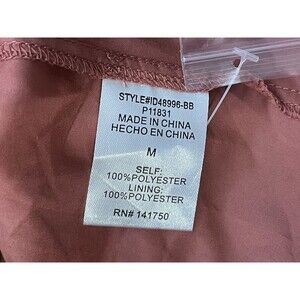 STYLE#ID48996-BB
P11831
MADE IN CHINA
HECHO EN CHINA
M
SELF:
100%POLYESTER
LINING:
100%POLYESTER
RN# 141750